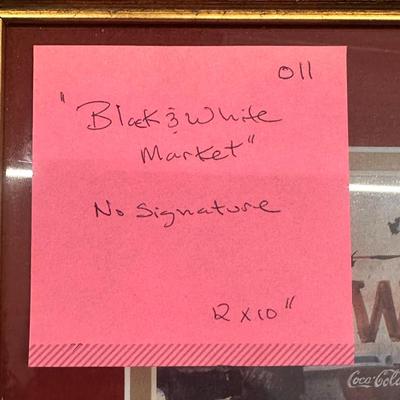 011
"Black & White
Market"
No Signature
12 x 10"
W
Coca-Cola